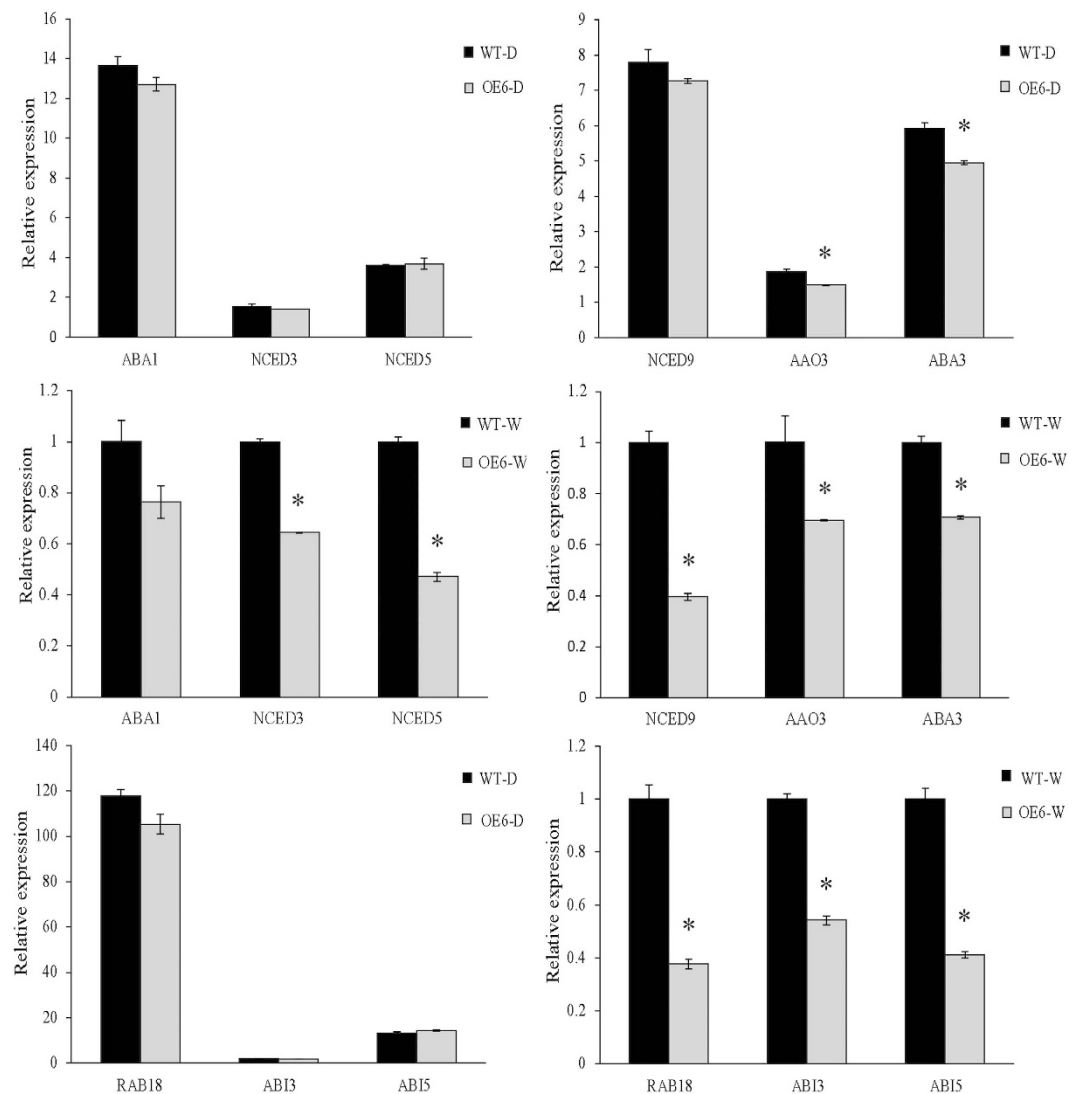 16
14
12
10
8
6
4
2
0
Relative expression
WT-D
OE6-D
ABA1 NCED3 NCED5
9
8
7
6
5
4
3
2
1
0
Relative expression
WT-D
OE6-D
*
*
NCED9 AAO3 ABA3
1.2
1
0.8
0.6
0.4
0.2
0
Relative expression
WT-W
OE6-W
*
*
ABA1 NCED3 NCED5
1.2
1
0.8
0.6
0.4
0.2
0
Relative expression
WT-W
OE6-W
*
*
*
NCED9 AAO3 ABA3
140
120
100
80
60
40
20
0
Relative expression
WT-D
OE6-D
RAB18 ABI3 ABI5
1.2
1
0.8
0.6
0.4
0.2
0
Relative expression
WT-W
OE6-W
*
*
*
RAB18 ABI3 ABI5